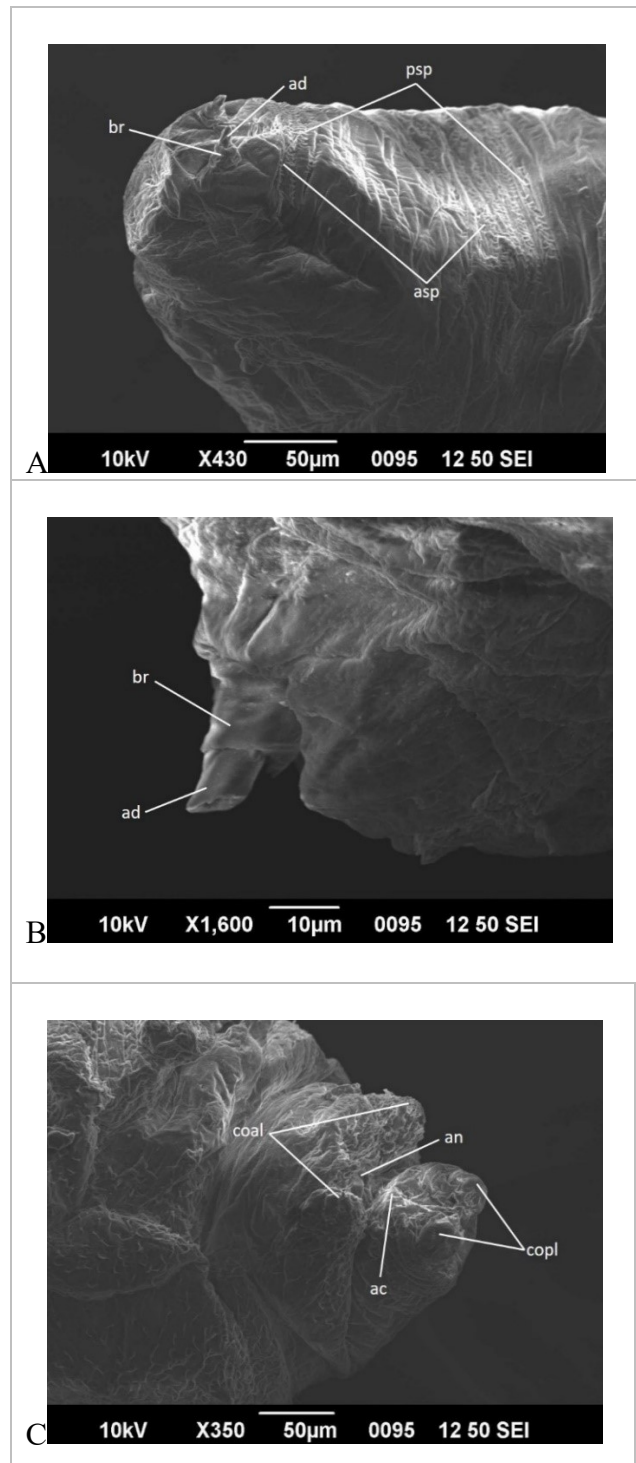 psp
ad
br
asp
A
10kV X430 50µm 0095 12 50 SEI
br
ad
B
10kV X1,600 10µm 0095 12 50 SEI
coal
an
copl
ac
C
10kV X350 50µm 0095 12 50 SEI